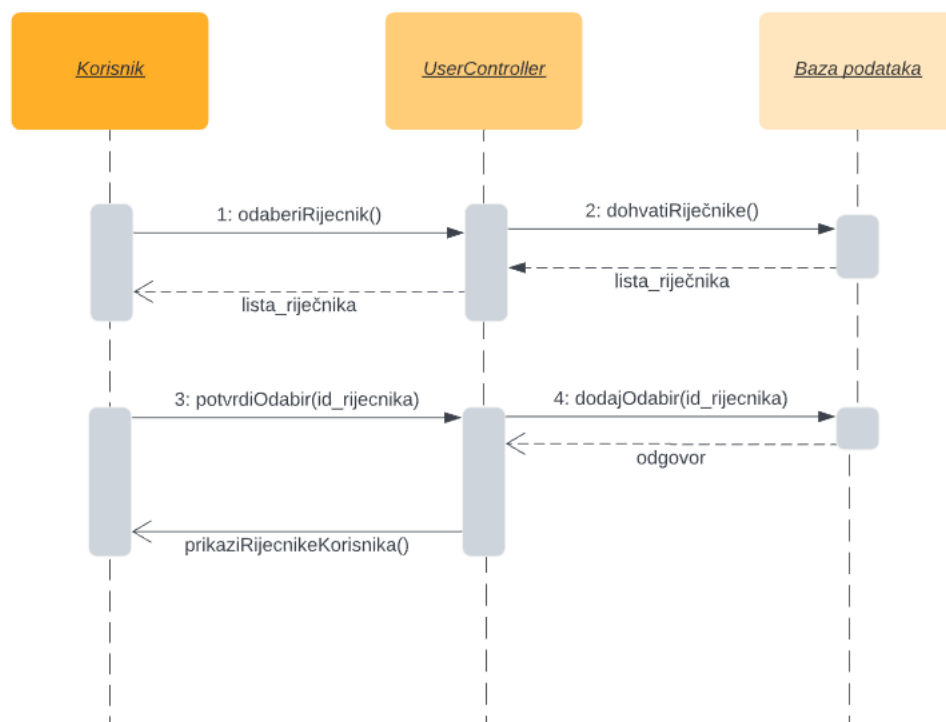 Korisnik
UserController
Baza podataka
1: odaberiRijecnik()
2: dohvatiRiječnike()
lista_riječnika
lista_riječnika
3: potvrdiOdabir(id_rijecnika)
4: dodajOdabir(id_rijecnika)
odgovor
prikaziRijecnikeKorisnika()